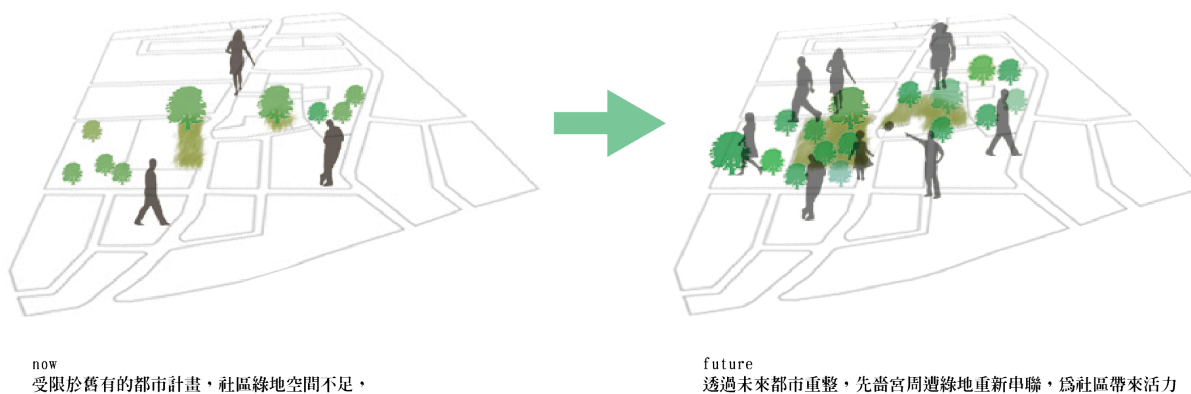 now
受限於舊有的都市計畫，社區綠地空間不足，
future
透過未來都市重整，先嗇宮周遭綠地重新串聯，為社區帶來活力